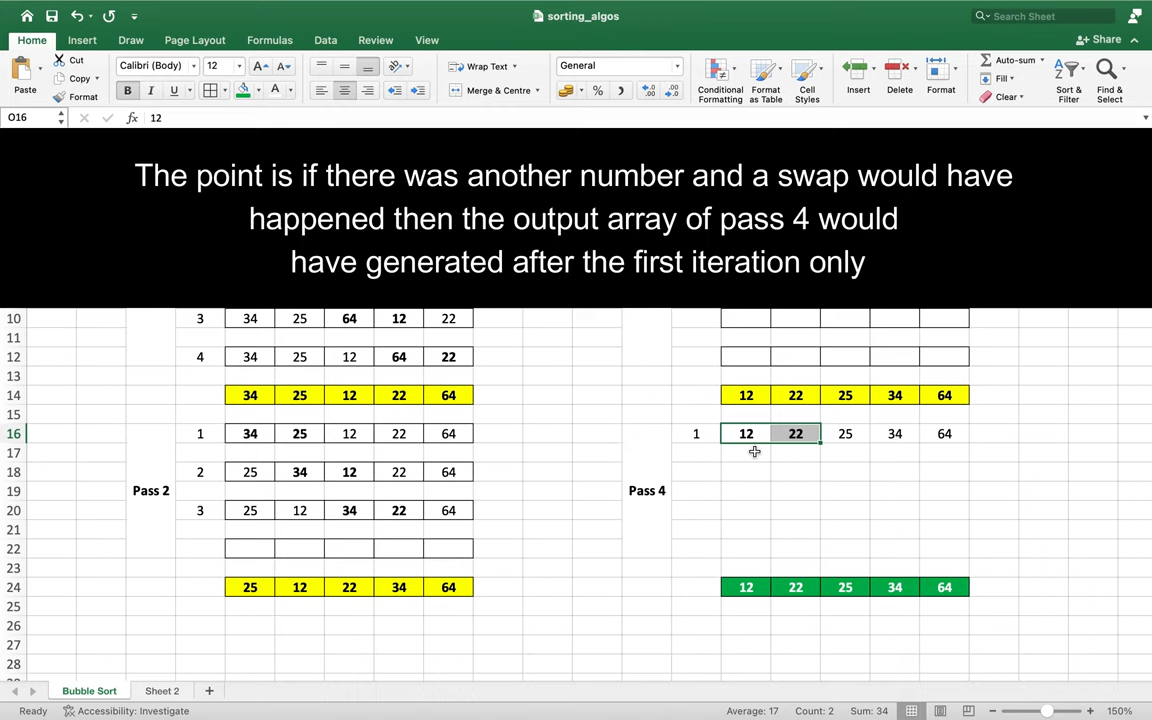 sorting_algos
Search Sheet
Home Insert Draw Page Layout Formulas Data Review View
Share
Paste
Cut
Copy
Format
Calibri (Body) 12
B I U
Wrap Text
Merge & Centre
General
Conditional Formatting
Format as Table
Cell Styles
Insert
Delete
Format
Auto-sum
Fill
Clear
Sort & Filter
Find & Select
O16 fx 12
The point is if there was another number and a swap would have
happened then the output array of pass 4 would
have generated after the first iteration only
10 3 34 25 64 12 22
11
12 4 34 25 12 64 22
13
14 34 25 12 22 64 12 22 25 34 64
15
16 1 34 25 12 22 64 1 12 22 25 34 64
17
18 2 25 34 12 22 64
19 Pass 2 Pass 4
20 3 25 12 34 22 64
21
22
23
24 25 12 22 34 64 12 22 25 34 64
25
26
27
28
Bubble Sort Sheet 2 +
Ready Accessibility: Investigate Average: 17 Count: 2 Sum: 34 150%